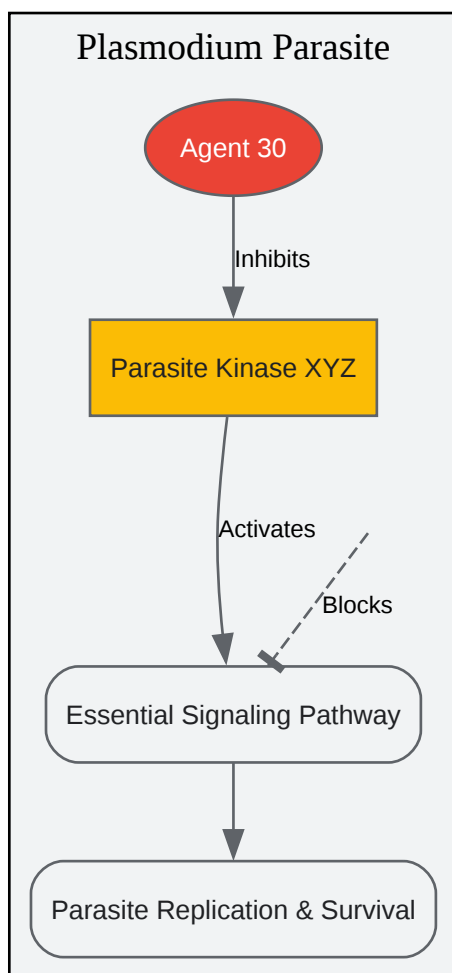 Plasmodium Parasite
Agent 30
Inhibits
Parasite Kinase XYZ
Activates
Blocks
Essential Signaling Pathway
Parasite Replication & Survival